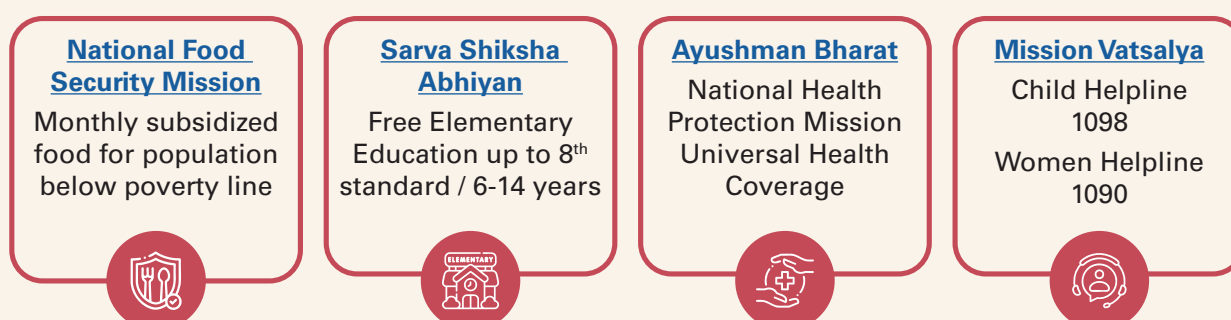 National Food
Security Mission
Monthly subsidized
food for population
below poverty line
Sarva Shiksha
Abhiyan
Free Elementary
Education up to 8th
standard / 6-14 years
ELEMENTARY
Ayushman Bharat
National Health
Protection Mission
Universal Health
Coverage
Mission Vatsalya
Child Helpline
1098
Women Helpline
1090